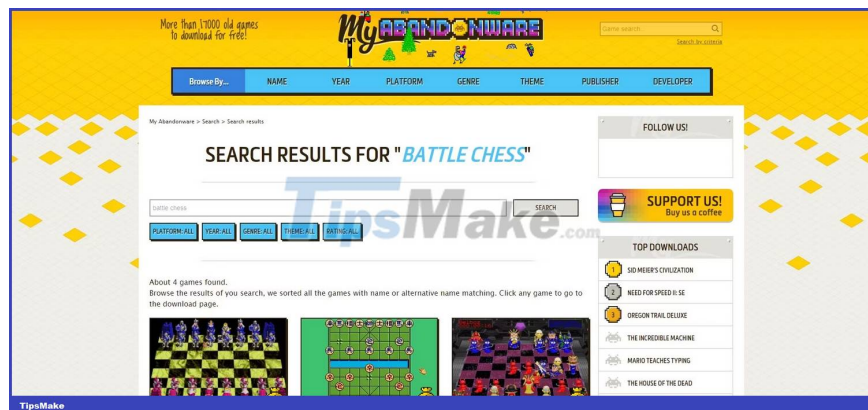 More than 17000 old games
to download for free!
My ABANDONWARE
Game search
Search by criteria
Browse By... NAME YEAR PLATFORM GENRE THEME PUBLISHER DEVELOPER
My Abandonware > Search > Search results
SEARCH RESULTS FOR "BATTLE CHESS"
battle chess SEARCH
PLATFORM: ALL YEAR: ALL GENRE: ALL THEME: ALL RATING: ALL
TipsMake.com
About 4 games found.
Browse the results of you search, we sorted all the games with name or alternative name matching. Click any game to go to
the download page.
FOLLOW US!
SUPPORT US!
Buy us a coffee
TOP DOWNLOADS
1 SID MEIER'S CIVILIZATION
2 NEED FOR SPEED II: SE
3 OREGON TRAIL DELUXE
THE INCREDIBLE MACHINE
MARIO TEACHES TYPING
THE HOUSE OF THE DEAD
TipsMake